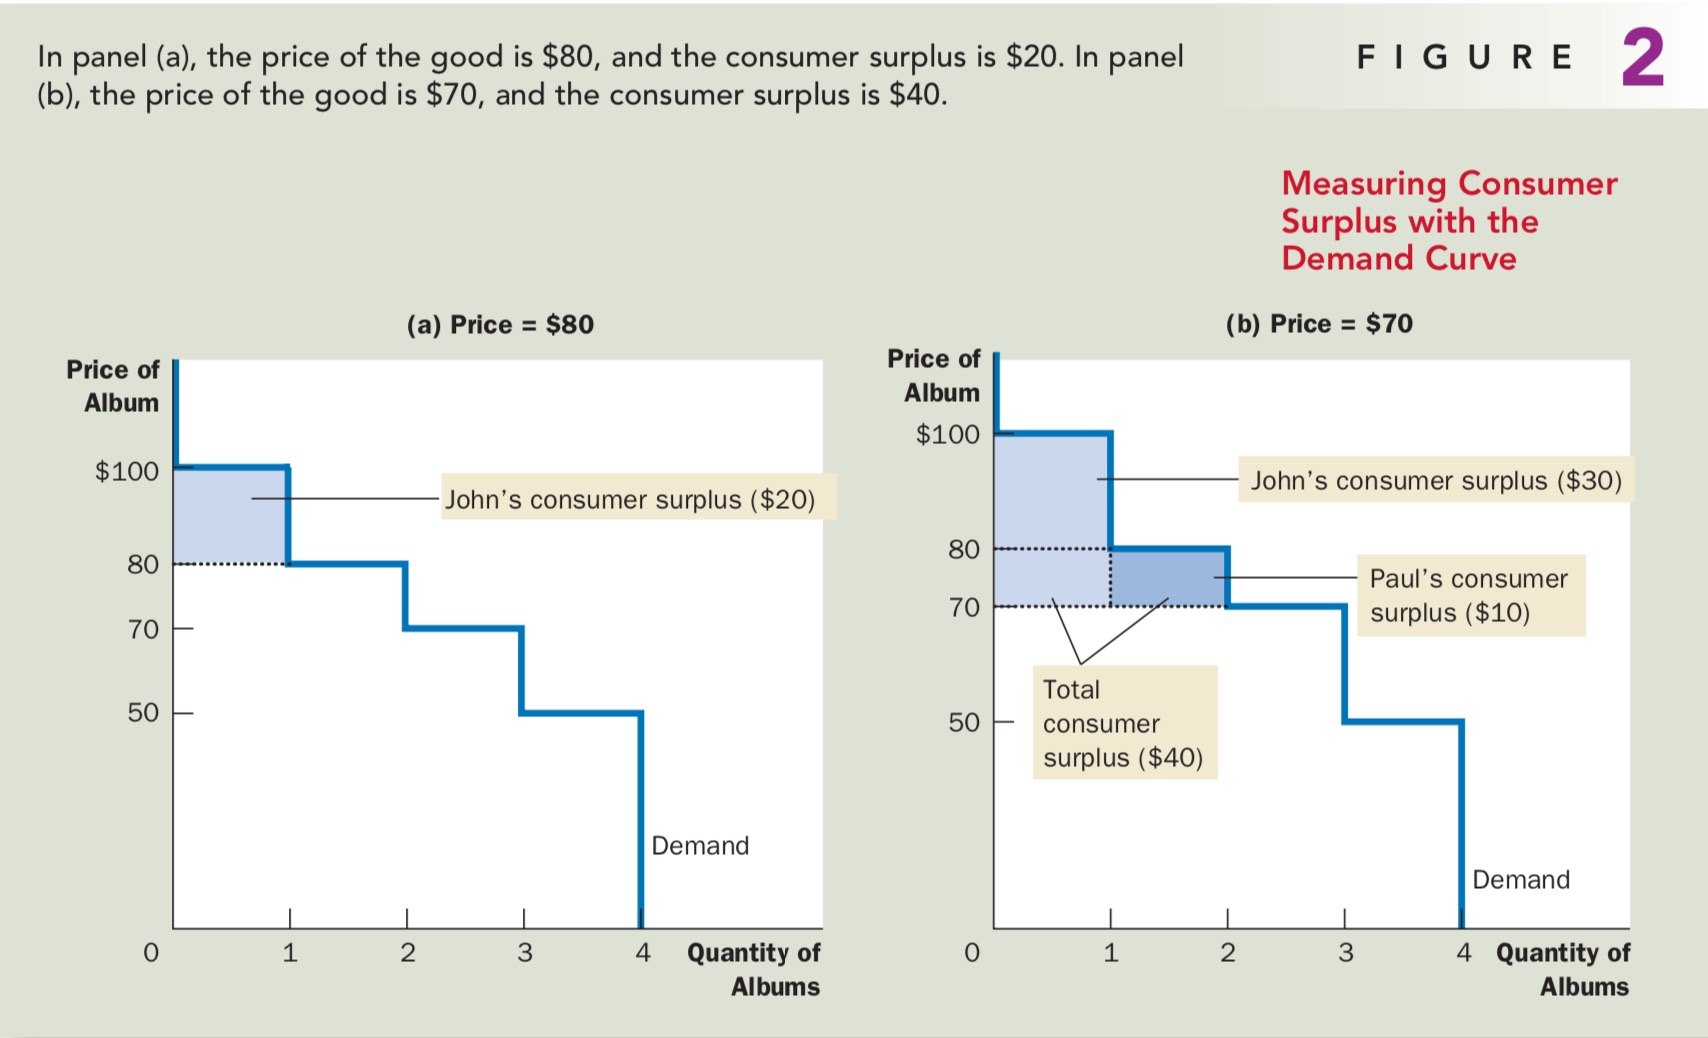 In panel (a), the price of the good is $80, and the consumer surplus is $20. In panel
(b), the price of the good is $70, and the consumer surplus is $40.
FIGURE 2
Measuring Consumer
Surplus with the
Demand Curve
(a) Price = $80
Price of
Album
$100
John's consumer surplus ($20)
80
70
50
Demand
0 1 2 3 4 Quantity of
Albums
(b) Price = $70
Price of
Album
$100
John's consumer surplus ($30)
80
Paul's consumer
surplus ($10)
70
Total
consumer
surplus ($40)
50
Demand
0 1 2 3 4 Quantity of
Albums